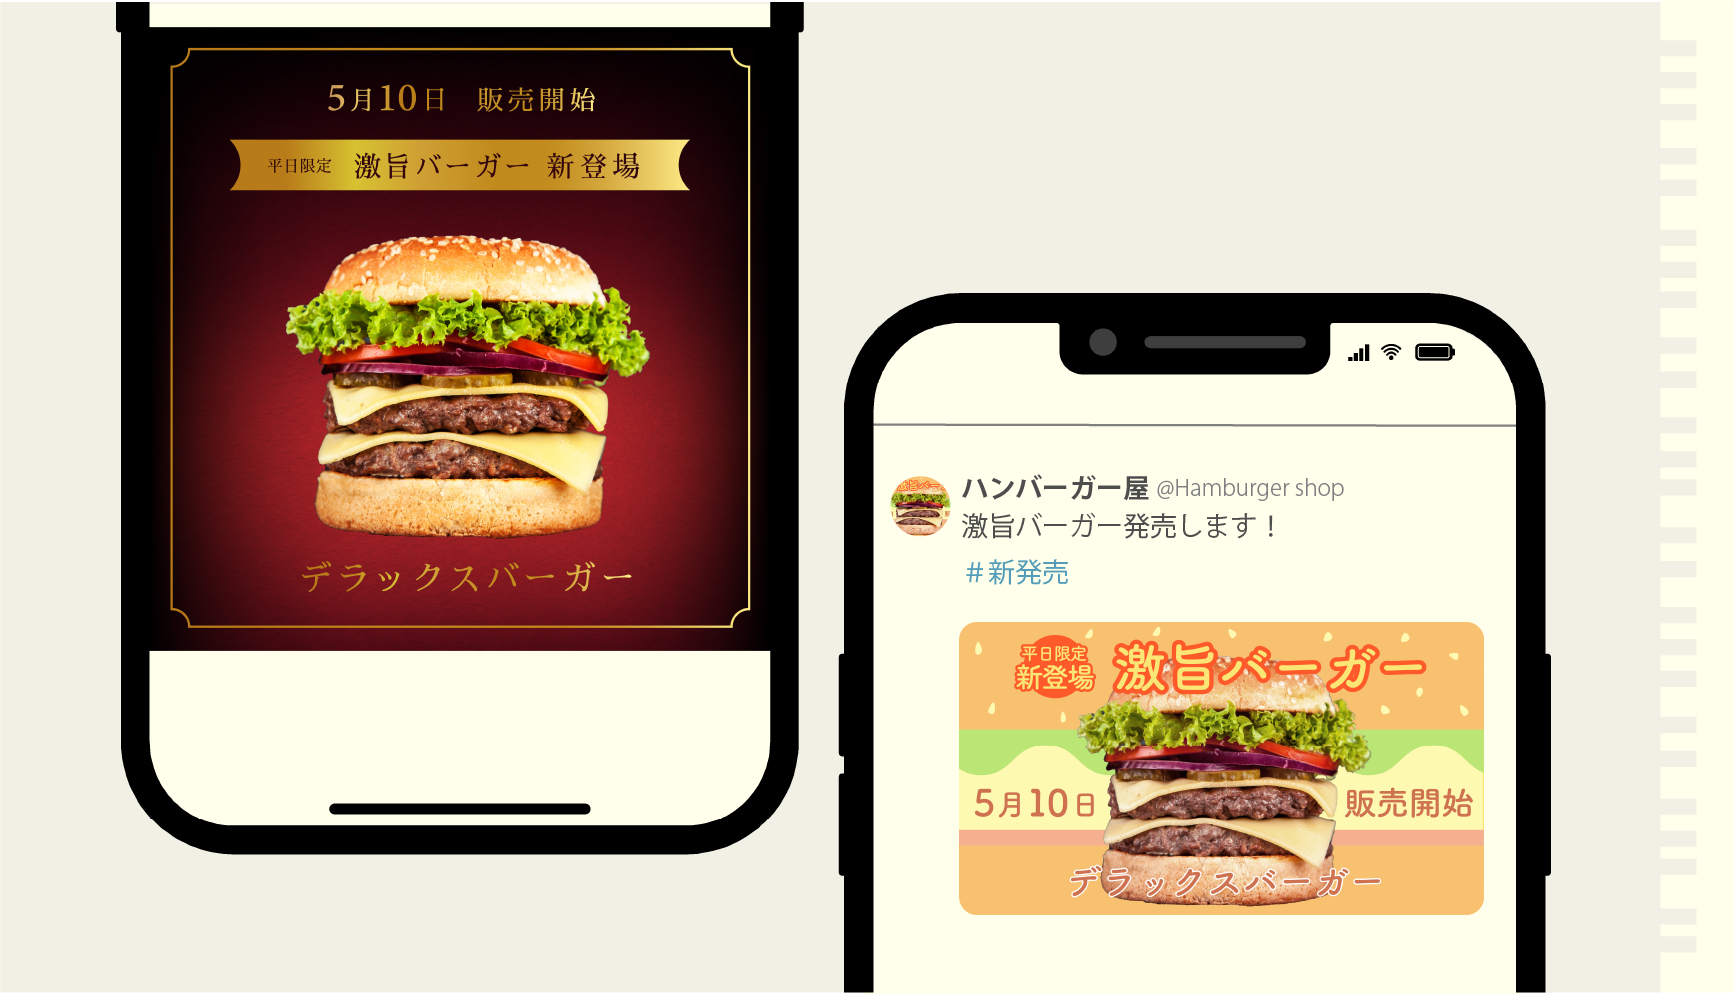 5月10日 販売開始
平日限定 激旨バーガー 新登場
デラックスバーガー
ハンバーガー屋 @Hamburger shop
激旨バーガー発売します！
＃新発売
平日限定
新登場
激旨バーガー
5月10日 販売開始
デラックスバーガー